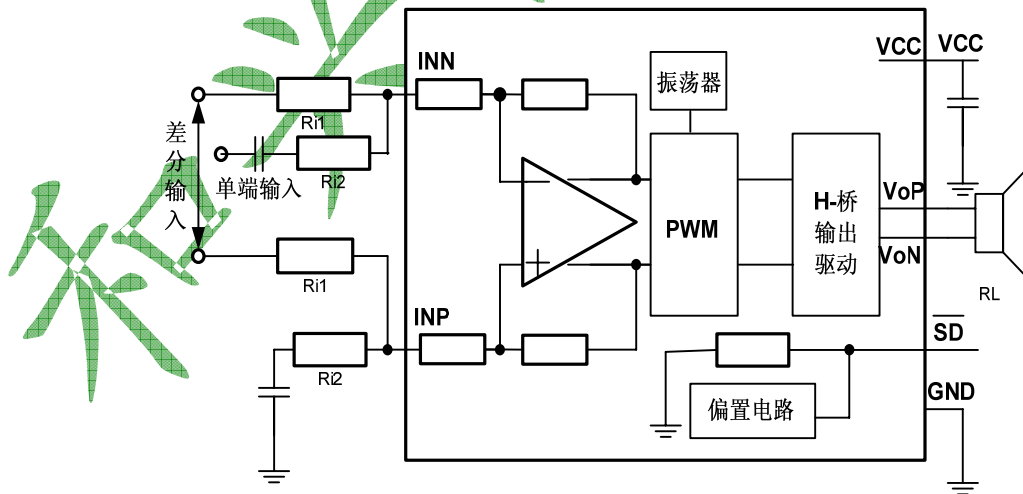 INN
VCC
VCC
振荡器
Ri1
差分输入
单端输入
Ri2
PWM
H-桥
输出
驱动
VoP
VoN
RL
Ri1
INP
SD
Ri2
偏置电路
GND